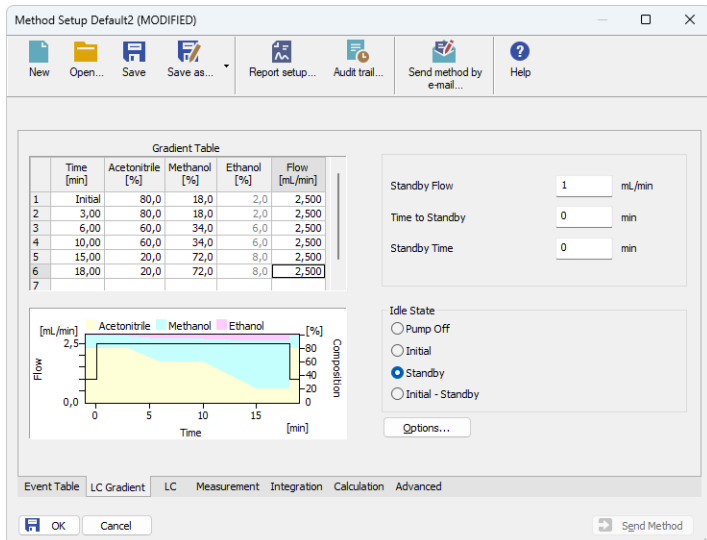 Method Setup Default2 (MODIFIED)
New Open... Save Save as... Report setup... Audit trail... Send method by e-mail... Help
Gradient Table
Time [min] Acetonitrile [%] Methanol [%] Ethanol [%] Flow [mL/min]
1 Initial 80,0 18,0 2,0 2,500
2 3,00 80,0 18,0 2,0 2,500
3 6,00 60,0 34,0 6,0 2,500
4 10,00 60,0 34,0 6,0 2,500
5 15,00 20,0 72,0 8,0 2,500
6 18,00 20,0 72,0 8,0 2,500
7
Standby Flow 1 mL/min
Time to Standby 0 min
Standby Time 0 min
[mL/min] Acetonitrile Methanol Ethanol [%]
2,5
80
60
40
20
0,0 0
Flow
Composition
0 5 10 15
Time [min]
Idle State
Pump Off
Initial
Standby
Initial - Standby
Options...
Event Table LC Gradient LC Measurement Integration Calculation Advanced
OK Cancel Send Method